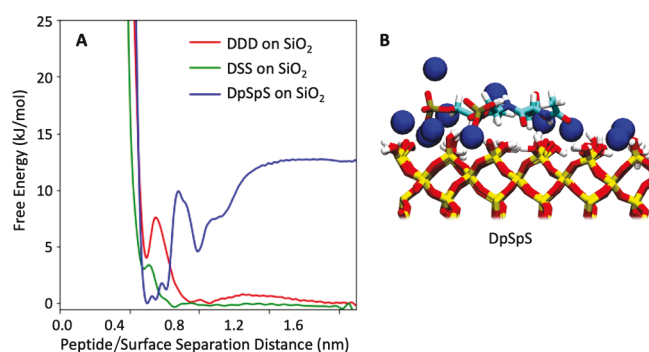 A
B
25
20
15
10
5
0
Free Energy (kJ/mol)
DDD on SiO₂
DSS on SiO₂
DpSpS on SiO₂
0.0 0.4 0.8 1.2 1.6
Peptide/Surface Separation Distance (nm)
DpSpS